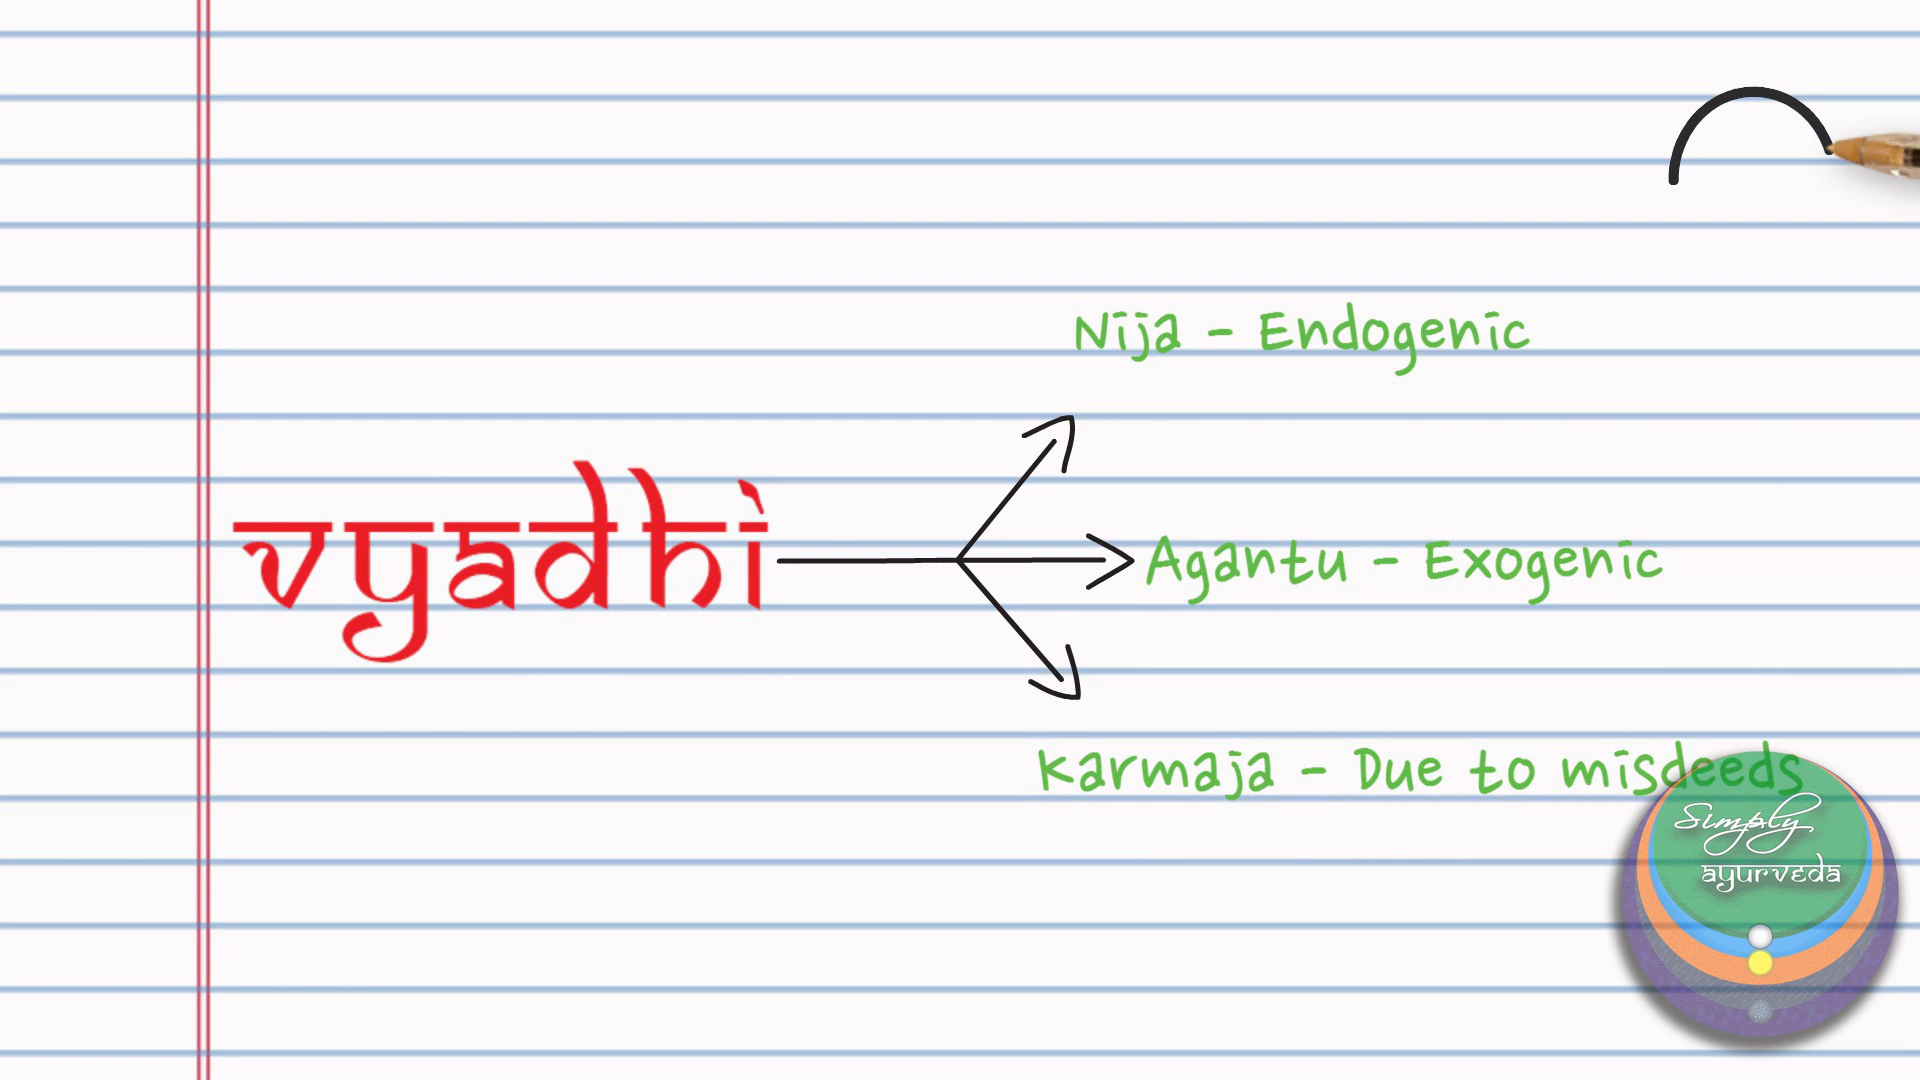 Nija - Endogenic
vyadhi
Agantu - Exogenic
Karmaja - Due to misdeeds
Simply
ayurveda